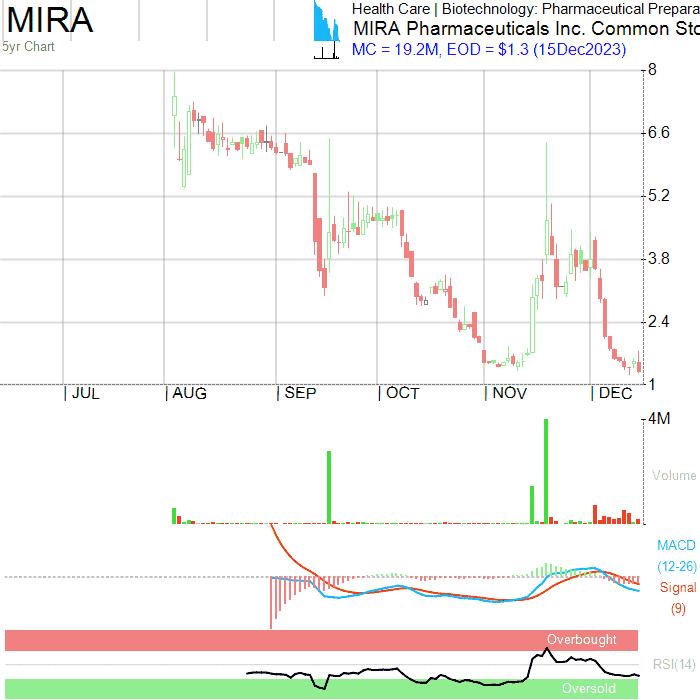 MIRA
5yr Chart
Health Care | Biotechnology: Pharmaceutical Prepara
MIRA Pharmaceuticals Inc. Common Sto
MC = 19.2M, EOD = $1.3 (15Dec2023)
8
6.6
5.2
3.8
2.4
1
| JUL | AUG | SEP | OCT | NOV | DEC
4M
Volume
MACD
(12-26)
Signal
(9)
Overbought
RSI(14)
Oversold